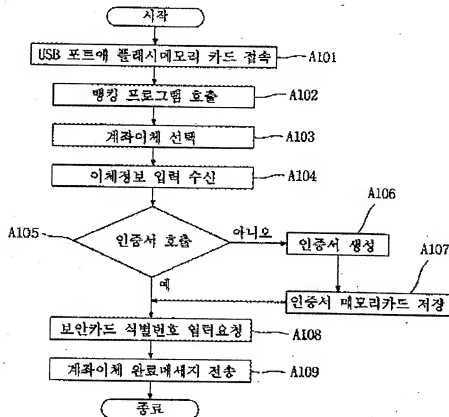 시작
USB 포트에 플래시메모리 카드 접속
A101
뱅킹 프로그램 호출
A102
계좌이체 선택
A103
이체정보 입력 수신
A104
A105
인증서 호출
아니오
인증서 생성
A106
예
인증서 메모리카드 저장
A107
보안카드 식별번호 입력요청
A108
계좌이체 완료메세지 전송
A109
종료